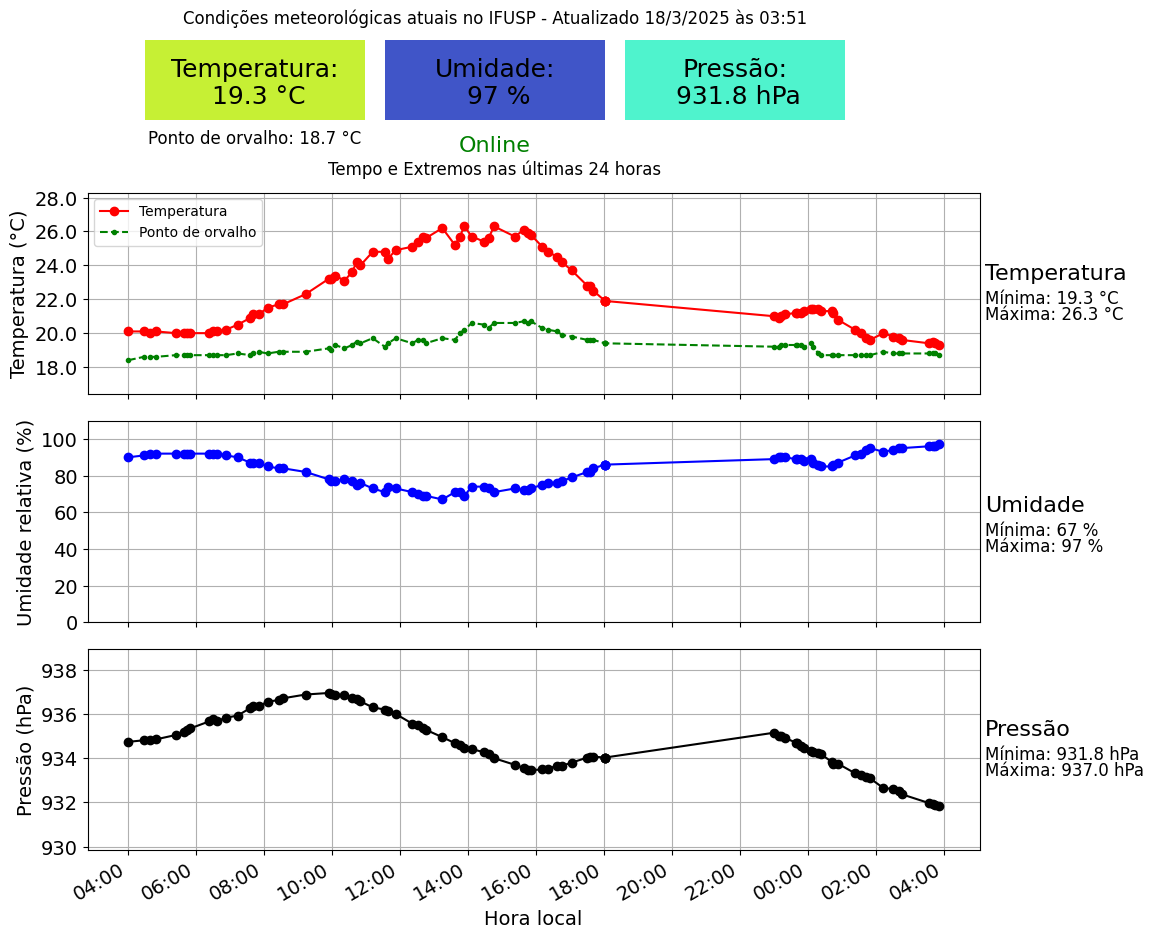 Condições meteorológicas atuais no IFUSP - Atualizado 18/3/2025 às 03:51
Temperatura:
19.3 °C
Umidade:
97 %
Pressão:
931.8 hPa
Ponto de orvalho: 18.7 °C
Online
Tempo e Extremos nas últimas 24 horas
Temperatura (°C)
28.0
26.0
24.0
22.0
20.0
18.0
Temperatura
Ponto de orvalho
Temperatura
Mínima: 19.3 °C
Máxima: 26.3 °C
Umidade relativa (%)
100
80
60
40
20
0
Umidade
Mínima: 67 %
Máxima: 97 %
Pressão (hPa)
938
936
934
932
930
Pressão
Mínima: 931.8 hPa
Máxima: 937.0 hPa
04:00 06:00 08:00 10:00 12:00 14:00 16:00 18:00 20:00 22:00 00:00 02:00 04:00
Hora local